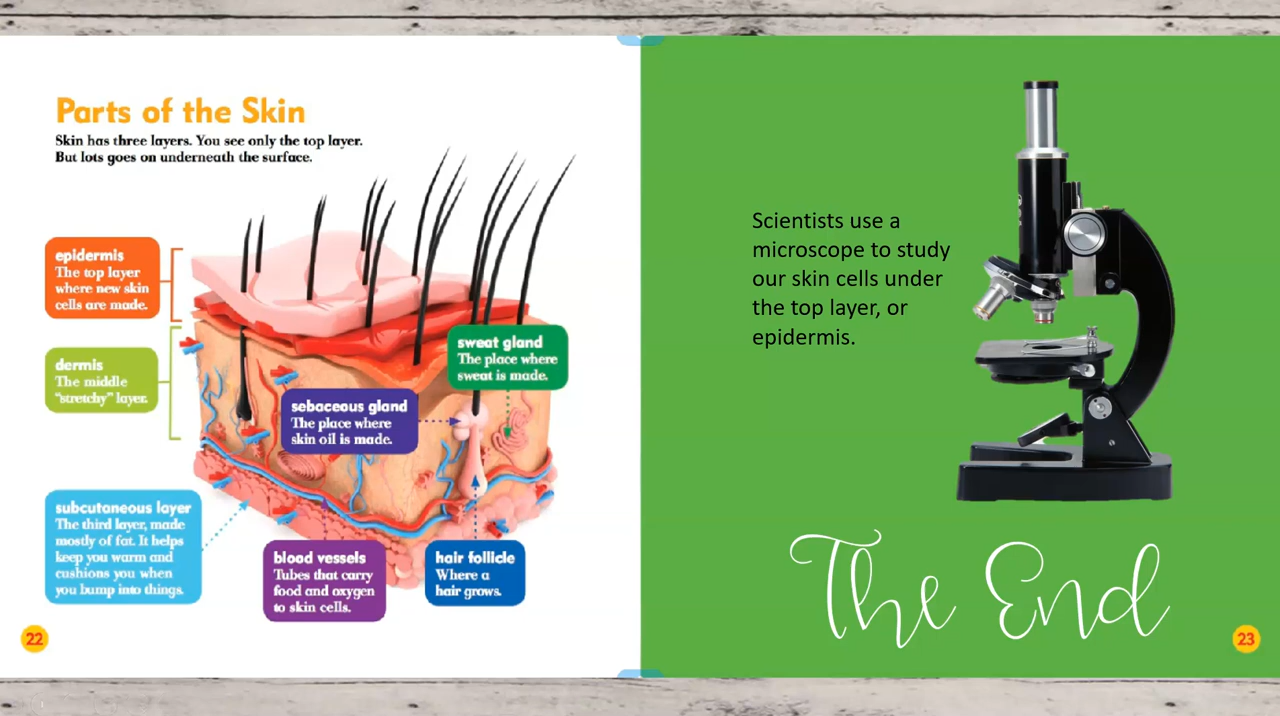 Parts of the Skin
Skin has three layers. You see only the top layer.
But lots goes on underneath the surface.
epidermis
The top layer
where new skin
cells are made.
dermis
The middle
"stretchy" layer.
subcutaneous layer
The third layer, made
mostly of fat. It helps
keep you warm and
cushions you when
you bump into things.
sebaceous gland
The place where
skin oil is made.
sweat gland
The place where
sweat is made.
blood vessels
Tubes that carry
food and oxygen
to skin cells.
hair follicle
Where a
hair grows.
22
Scientists use a
microscope to study
our skin cells under
the top layer, or
epidermis.
The End
23